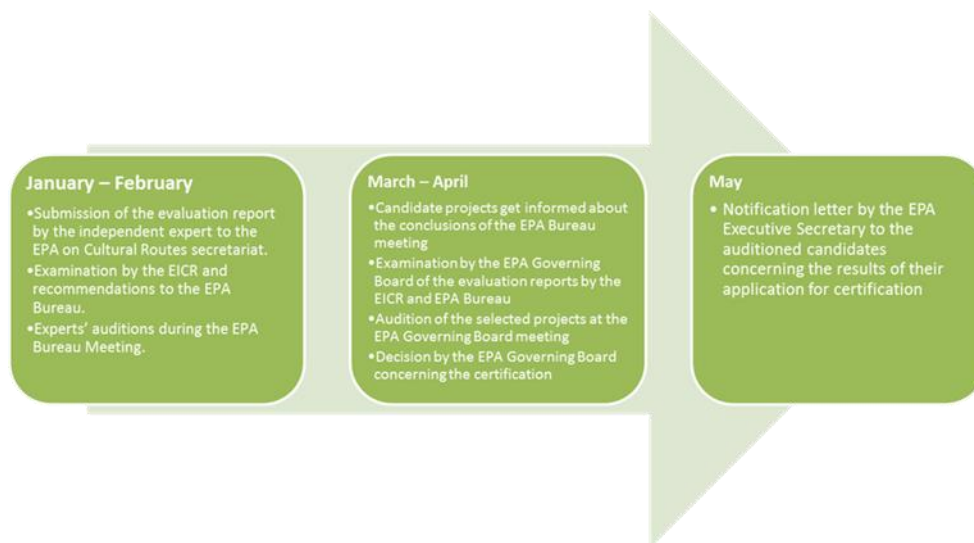 January – February
•Submission of the evaluation report
by the independent expert to the
EPA on Cultural Routes secretariat.
•Examination by the EICR and
recommendations to the EPA
Bureau.
•Experts' auditions during the EPA
Bureau Meeting.
March – April
•Candidate projects get informed about
the conclusions of the EPA Bureau
meeting
•Examination by the EPA Governing
Board of the evaluation reports by the
EICR and EPA Bureau
•Audition of the selected projects at the
EPA Governing Board meeting
•Decision by the EPA Governing Board
concerning the certification
May
• Notification letter by the EPA
Executive Secretary to the
auditioned candidates
concerning the results of their
application for certification